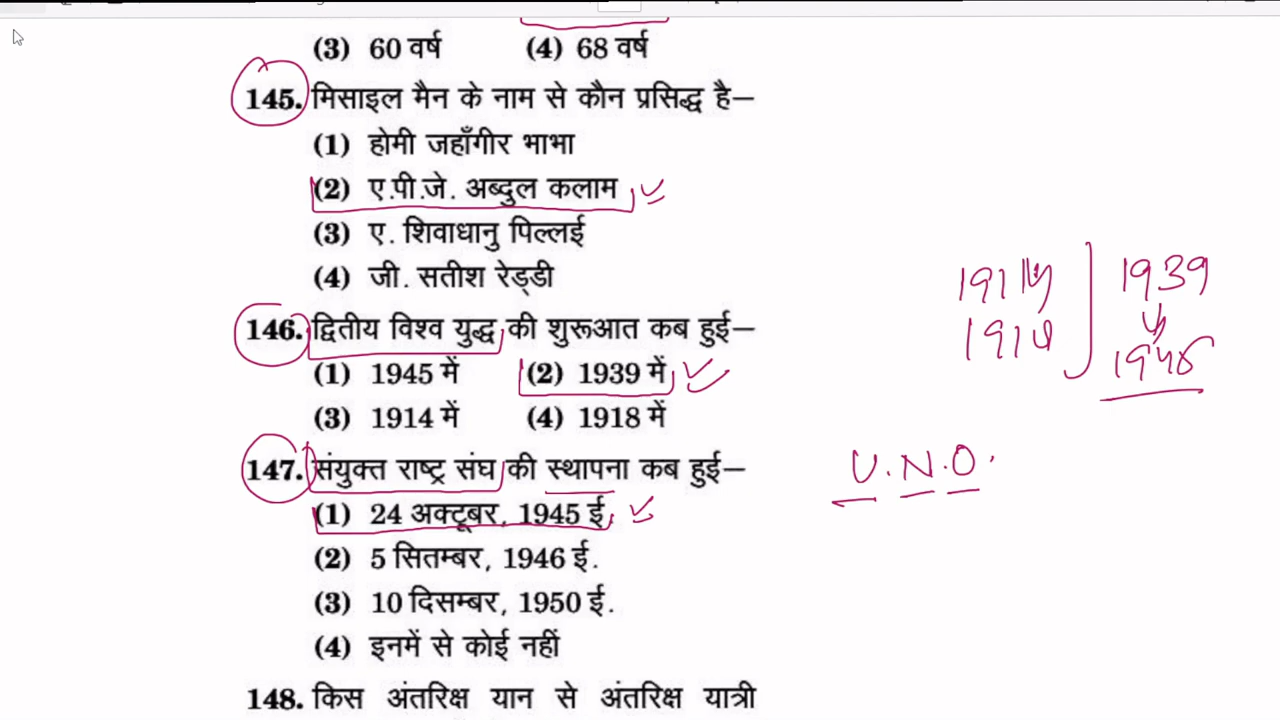 (3) 60 वर्ष (4) 68 वर्ष
145. मिसाइल मैन के नाम से कौन प्रसिद्ध है—
(1) होमी जहाँगीर भाभा
(2) ए.पी.जे. अब्दुल कलाम
(3) ए. शिवाधानु पिल्लई
(4) जी. सतीश रेड्डी
146. द्वितीय विश्व युद्ध की शुरूआत कब हुई—
(1) 1945 में (2) 1939 में
(3) 1914 में (4) 1918 में
147. संयुक्त राष्ट्र संघ की स्थापना कब हुई—
(1) 24 अक्टूबर, 1945 ई.
(2) 5 सितम्बर, 1946 ई.
(3) 10 दिसम्बर, 1950 ई.
(4) इनमें से कोई नहीं
148. किस अंतरिक्ष यान से अंतरिक्ष यात्री
1939
U.N.O.